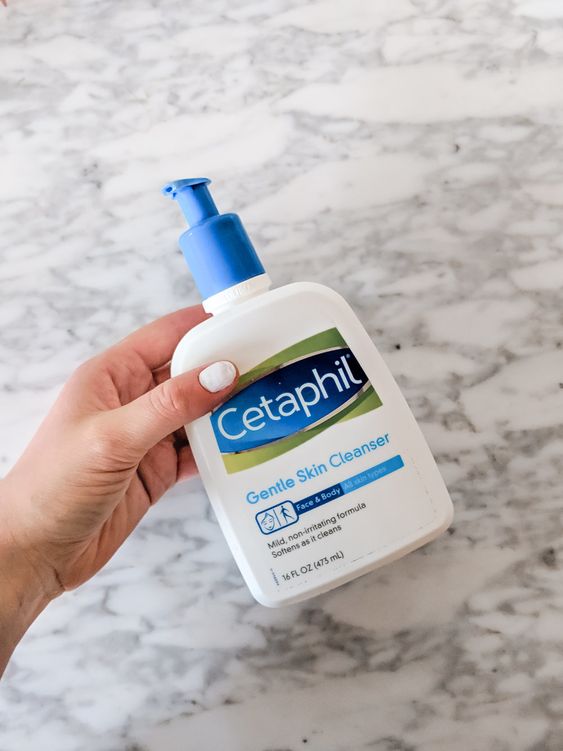 Cetaphil®
Gentle Skin Cleanser
Face & Body All skin types
Mild, non-irritating formula
Softens as it cleans
16 FL OZ (473 mL)